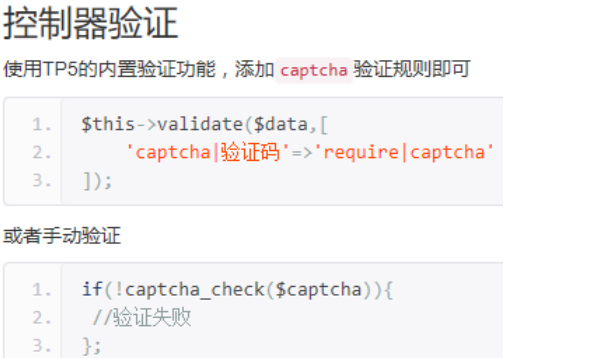 控制器验证
使用TP5的内置验证功能，添加 captcha 验证规则即可
1. $this->validate($data,[
2.     'captcha|验证码'=>'require|captcha'
3. ]);
或者手动验证
1. if(!captcha_check($captcha)){
2.  //验证失败
3. };